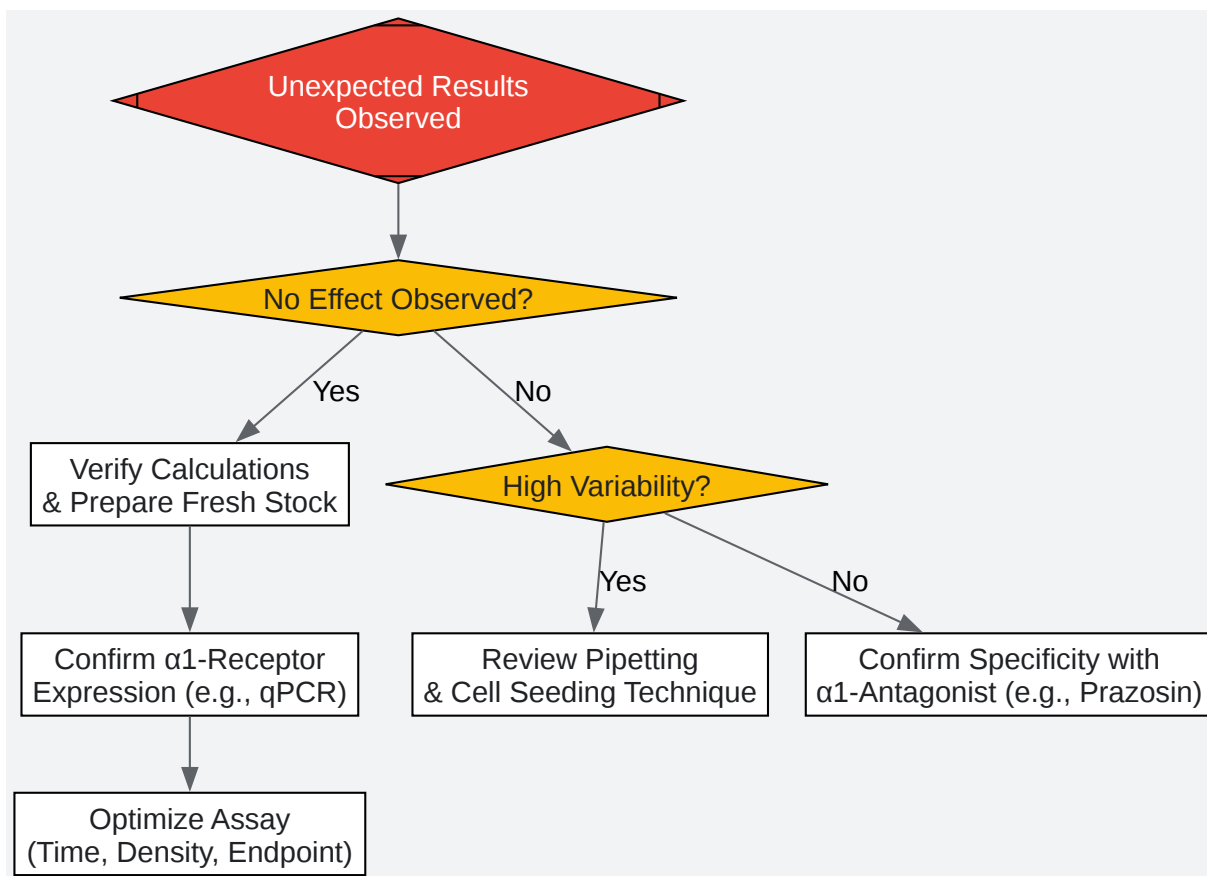 Unexpected Results
Observed
No Effect Observed?
Yes
No
Verify Calculations
& Prepare Fresh Stock
High Variability?
Yes
No
Confirm α1-Receptor
Expression (e.g., qPCR)
Review Pipetting
& Cell Seeding Technique
Confirm Specificity with
α1-Antagonist (e.g., Prazosin)
Optimize Assay
(Time, Density, Endpoint)